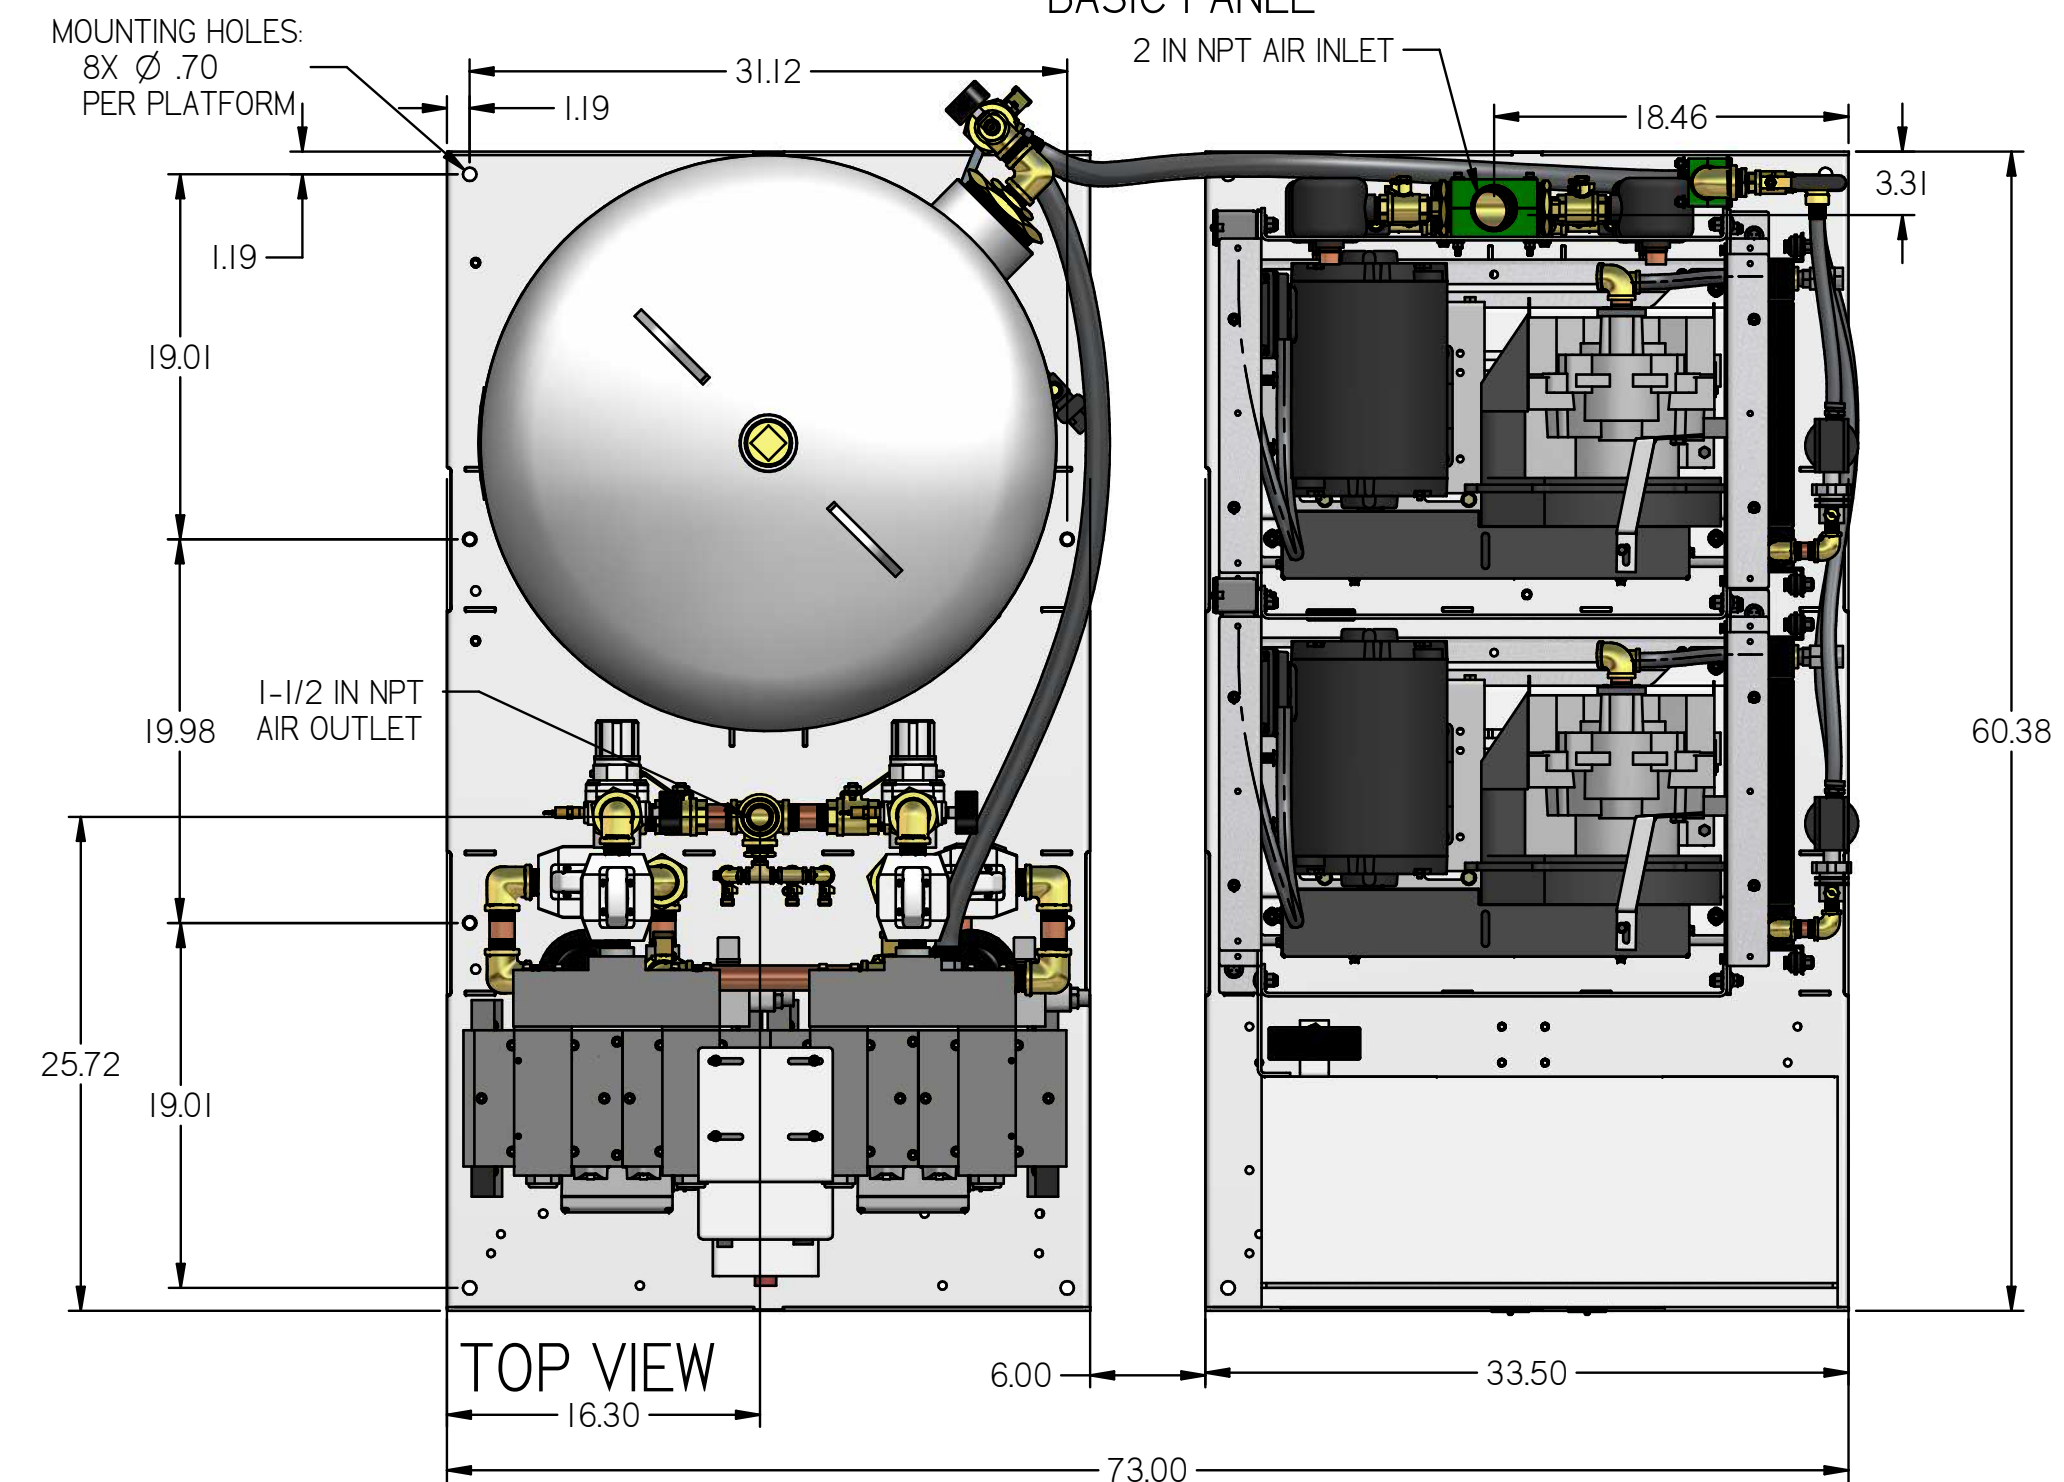 BASIC PANEL
MOUNTING HOLES:
8X Ø .70
PER PLATFORM
2 IN NPT AIR INLET
31.12
1.19
18.46
3.31
1.19
19.01
1-1/2 IN NPT
AIR OUTLET
19.98
60.38
25.72
19.01
TOP VIEW
6.00
33.50
16.30
73.00